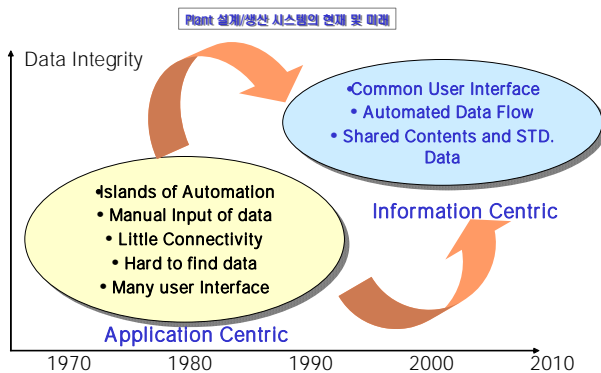 Plant 설계/생산 시스템의 현재 및 미래
Data Integrity
•Common User Interface
• Automated Data Flow
• Shared Contents and STD.
Data
Information Centric
•Islands of Automation
• Manual Input of data
• Little Connectivity
• Hard to find data
• Many user Interface
Application Centric
1970 1980 1990 2000 2010